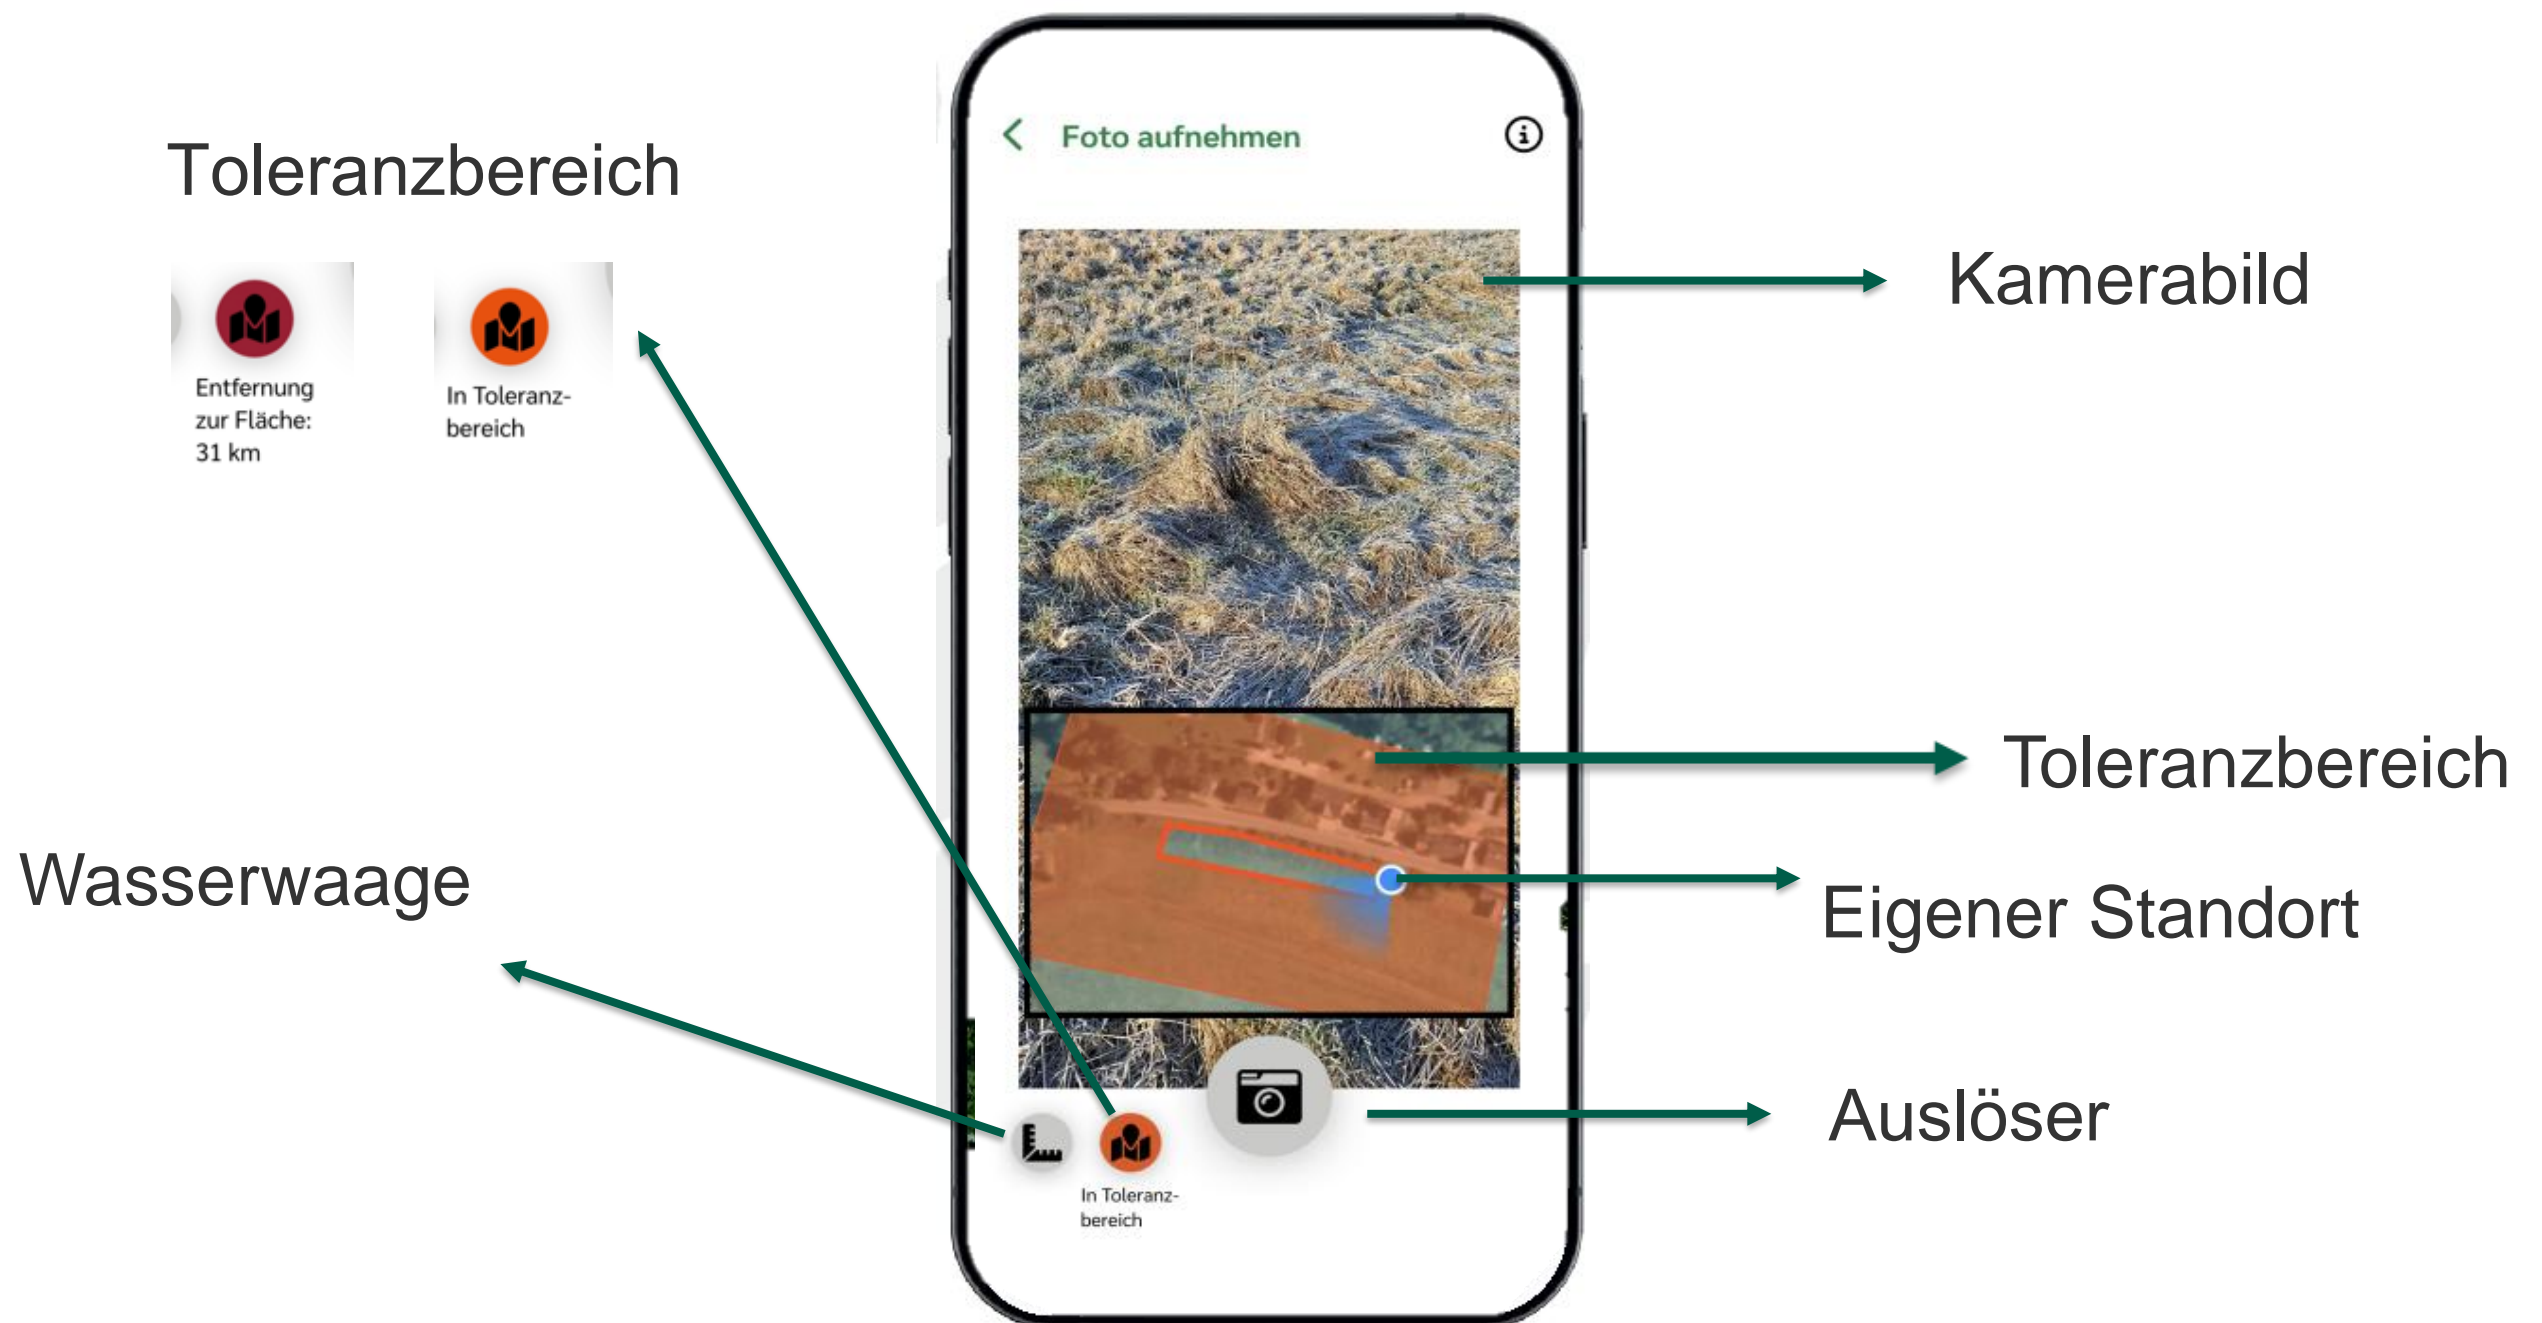 Toleranzbereich
Entfernung
zur Fläche:
31 km
In Toleranz-
bereich
Wasserwaage
Foto aufnehmen
In Toleranz-
bereich
Kamerabild
Toleranzbereich
Eigener Standort
Auslöser